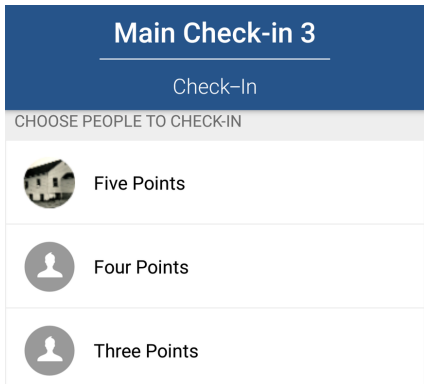 Main Check-in 3
Check–In
CHOOSE PEOPLE TO CHECK-IN
Five Points
Four Points
Three Points